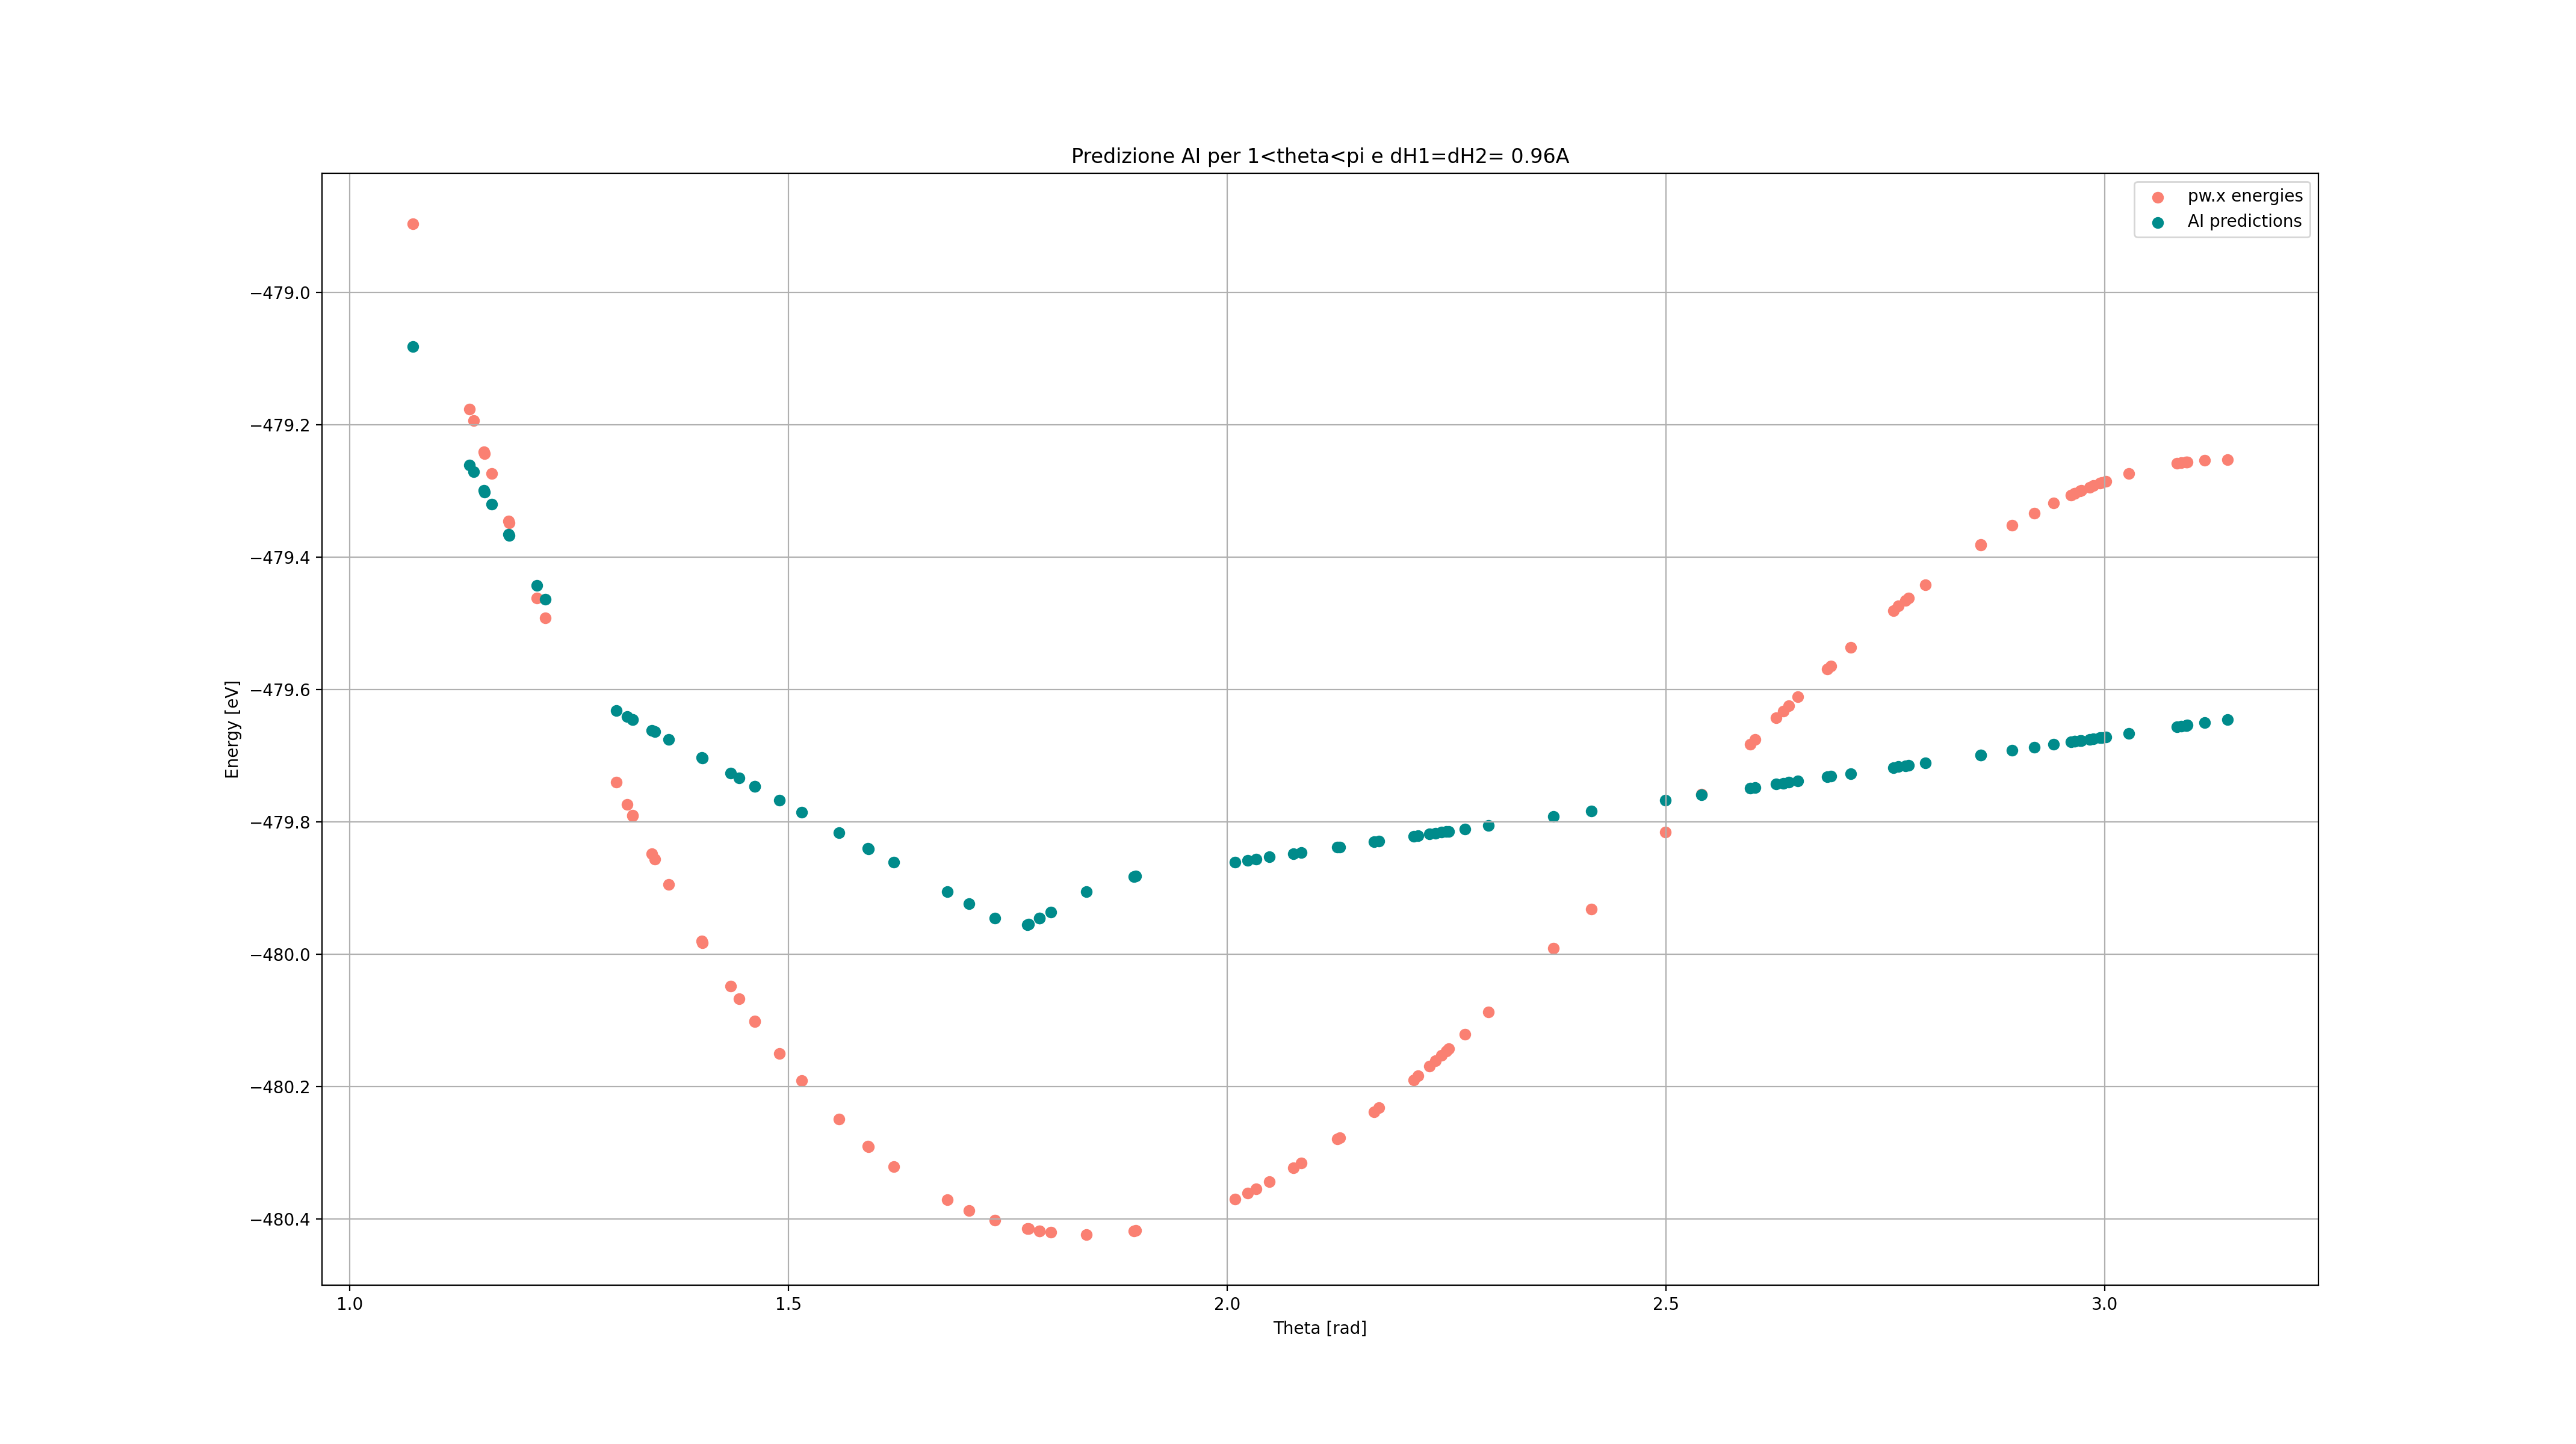 Predizione AI per 1<theta<pi e dH1=dH2= 0.96A
pw.x energies
AI predictions
−479.0
−479.2
−479.4
−479.6
−479.8
−480.0
−480.2
−480.4
Energy [eV]
1.0 1.5 2.0 2.5 3.0
Theta [rad]